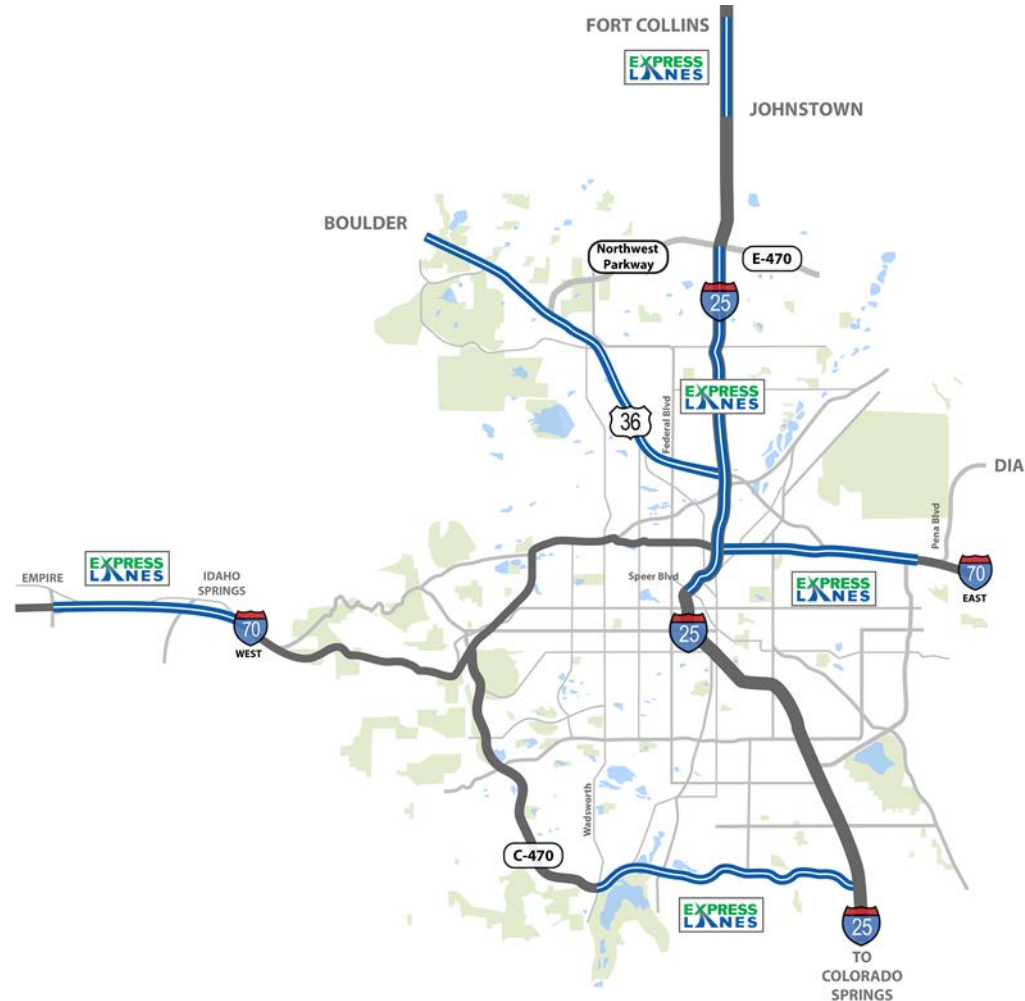 FORT COLLINS
EXPRESS
LANES
JOHNSTOWN
BOULDER
Northwest
Parkway
E-470
25
EXPRESS
LANES
36
Federal Blvd
DIA
Pena Blvd
EXPRESS
LANES
EMPIRE
IDAHO
SPRINGS
70
WEST
Speer Blvd
EXPRESS
LANES
70
EAST
25
Wadsworth
C-470
EXPRESS
LANES
25
TO
COLORADO
SPRINGS